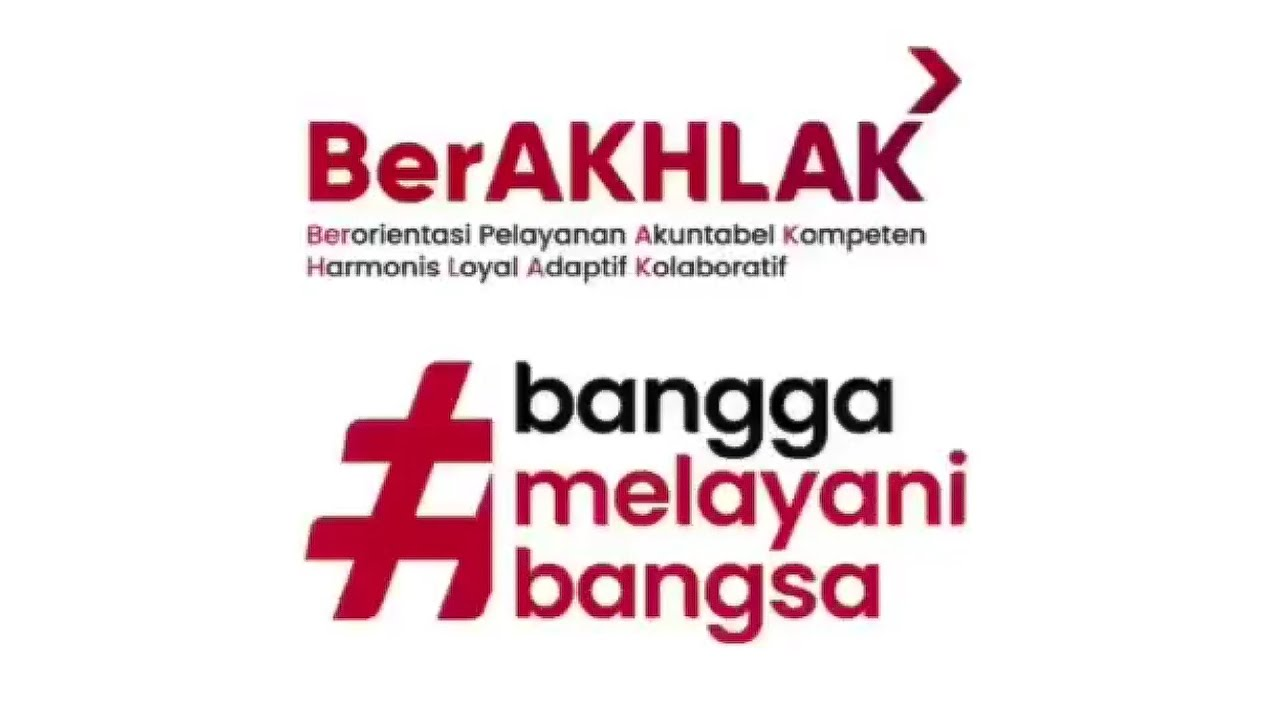 BerAKHLAK
Berorientasi Pelayanan Akuntabel Kompeten
Harmonis Loyal Adaptif Kolaboratif
#bangga
melayani
bangsa